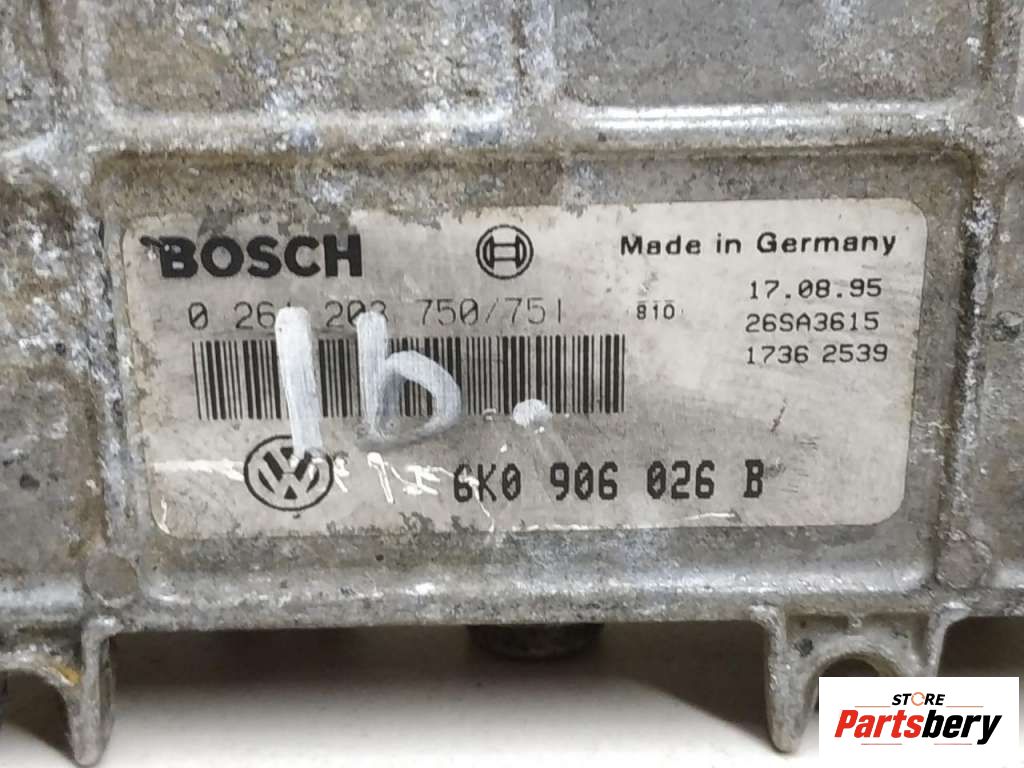 BOSCH
Made in Germany
17.08.95
0 261 203 750/751
810
26SA3615
1736 2539
1b.
6K0 906 026 B
STORE
Partsbery